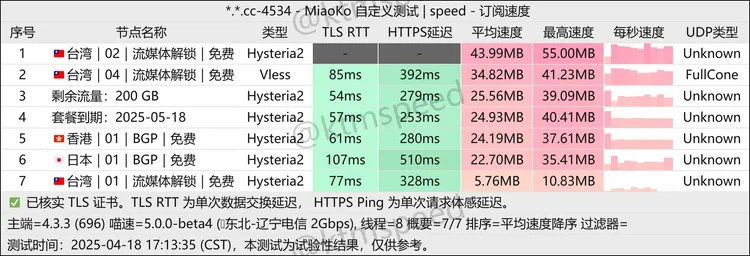 *.*.cc-4534 - MiaoKo 自定义测试 | speed - 订阅速度
序号 节点名称 类型 TLS RTT HTTPS延迟 平均速度 最高速度 每秒速度 UDP类型
1 🇹🇼台湾 | 02 | 流媒体解锁 | 免费 Hysteria2 - - 43.99MB 55.00MB Unknown
2 🇹🇼台湾 | 04 | 流媒体解锁 | 免费 Vless 85ms 392ms 34.82MB 41.23MB FullCone
3 剩余流量：200 GB Hysteria2 54ms 279ms 25.56MB 39.09MB Unknown
4 套餐到期：2025-05-18 Hysteria2 57ms 253ms 24.93MB 40.41MB Unknown
5 🇭🇰香港 | 01 | BGP | 免费 Hysteria2 61ms 280ms 24.19MB 37.61MB Unknown
6 🇯🇵日本 | 01 | BGP | 免费 Hysteria2 107ms 510ms 22.70MB 35.41MB Unknown
7 🇹🇼台湾 | 01 | 流媒体解锁 | 免费 Hysteria2 77ms 328ms 5.76MB 10.83MB Unknown
✅ 已核实 TLS 证书。TLS RTT 为单次数据交换延迟， HTTPS Ping 为单次请求体感延迟。
主端=4.3.3 (696) 喵速=5.0.0-beta4 (东北-辽宁电信 2Gbps), 线程=8 概要=7/7 排序=平均速度降序 过滤器=
测试时间：2025-04-18 17:13:35 (CST)，本测试为试验性结果，仅供参考。
@ktmspeed
@ktmspeed